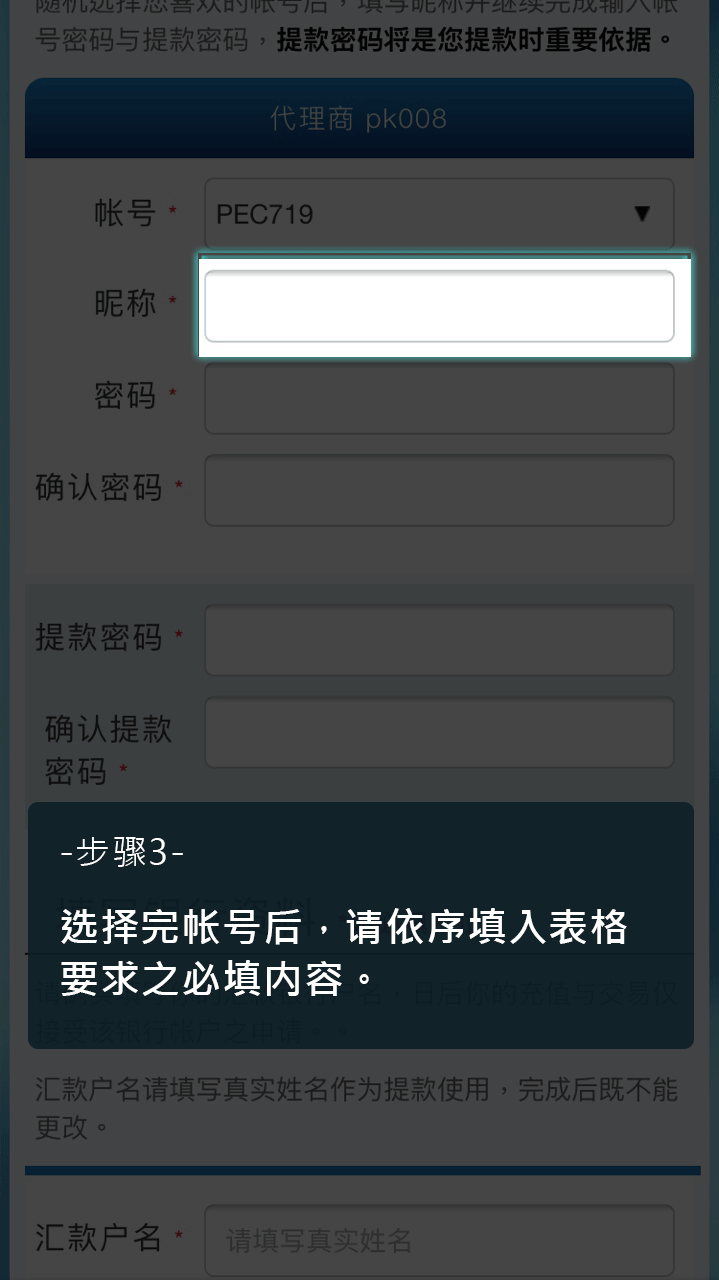 随机选择您喜欢的帐号后，填写昵称并继续完成输入帐
号密码与提款密码，提款密码将是您提款时重要依据。
代理商 pk008
帐号 *
PEC719 ▼
昵称 *
密码 *
确认密码 *
提款密码 *
确认提款
密码 *
-步骤3-
选择完帐号后，请依序填入表格
要求之必填内容。
日后你的充值与交易仅
接受该银行帐户之申请。
汇款户名请填写真实姓名作为提款使用，完成后既不能
更改。
汇款户名 *
请填写真实姓名